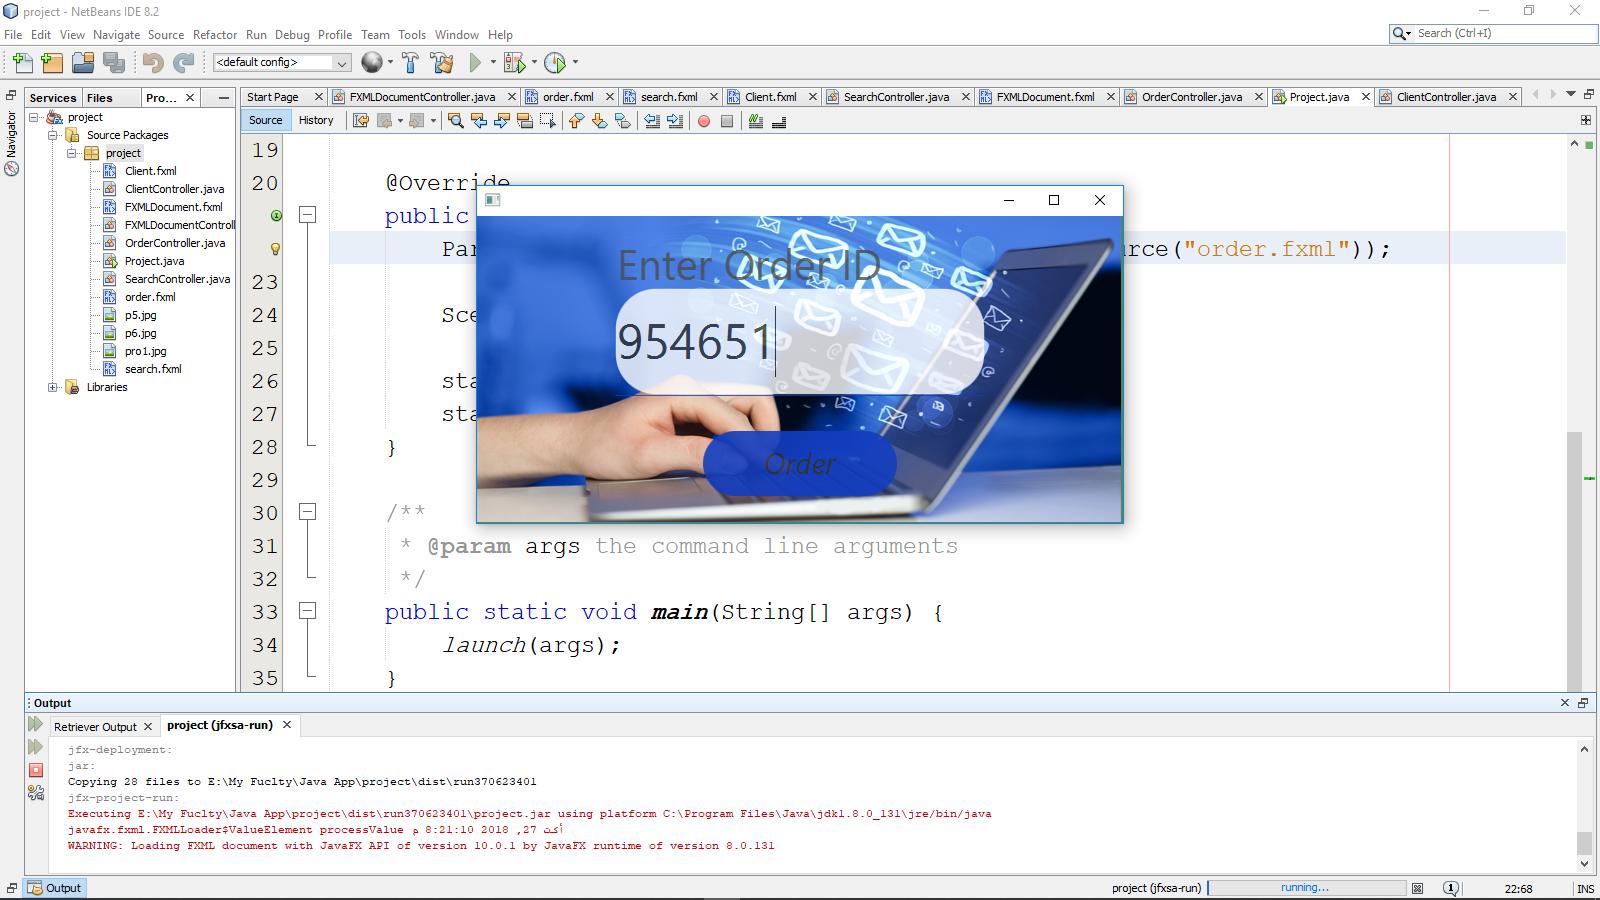 project - NetBeans IDE 8.2
File Edit View Navigate Source Refactor Run Debug Profile Team Tools Window Help
Search (Ctrl+I)
<default config>
Services Files Pro...
Start Page FXMLDocumentController.java order.fxml search.fxml Client.fxml SearchController.java FXMLDocument.fxml OrderController.java Project.java ClientController.java
Source History
Navigator
project
Source Packages
project
Client.fxml
ClientController.java
FXMLDocument.fxml
FXMLDocumentControll
OrderController.java
Project.java
SearchController.java
order.fxml
p5.jpg
p6.jpg
pro1.jpg
search.fxml
Libraries
19
20 @Override
public
Par urce("order.fxml"));
23
24 Sce
25
26 sta
27 sta
28 }
29
30 /**
31 * @param args the command line arguments
32 */
33 public static void main(String[] args) {
34 launch(args);
35 }
Enter Order ID
954651
Order
Output
Retriever Output project (jfxsa-run)
jfx-deployment:
jar:
Copying 28 files to E:\My Fuclty\Java App\project\dist\run370623401
jfx-project-run:
Executing E:\My Fuclty\Java App\project\dist\run370623401\project.jar using platform C:\Program Files\Java\jdk1.8.0_131\jre/bin/java
javafx.fxml.FXMLLoader$ValueElement processValue م 8:21:10 2018 ,27 أكت
WARNING: Loading FXML document with JavaFX API of version 10.0.1 by JavaFX runtime of version 8.0.131
Output
project (jfxsa-run) running... 1 22:68 INS